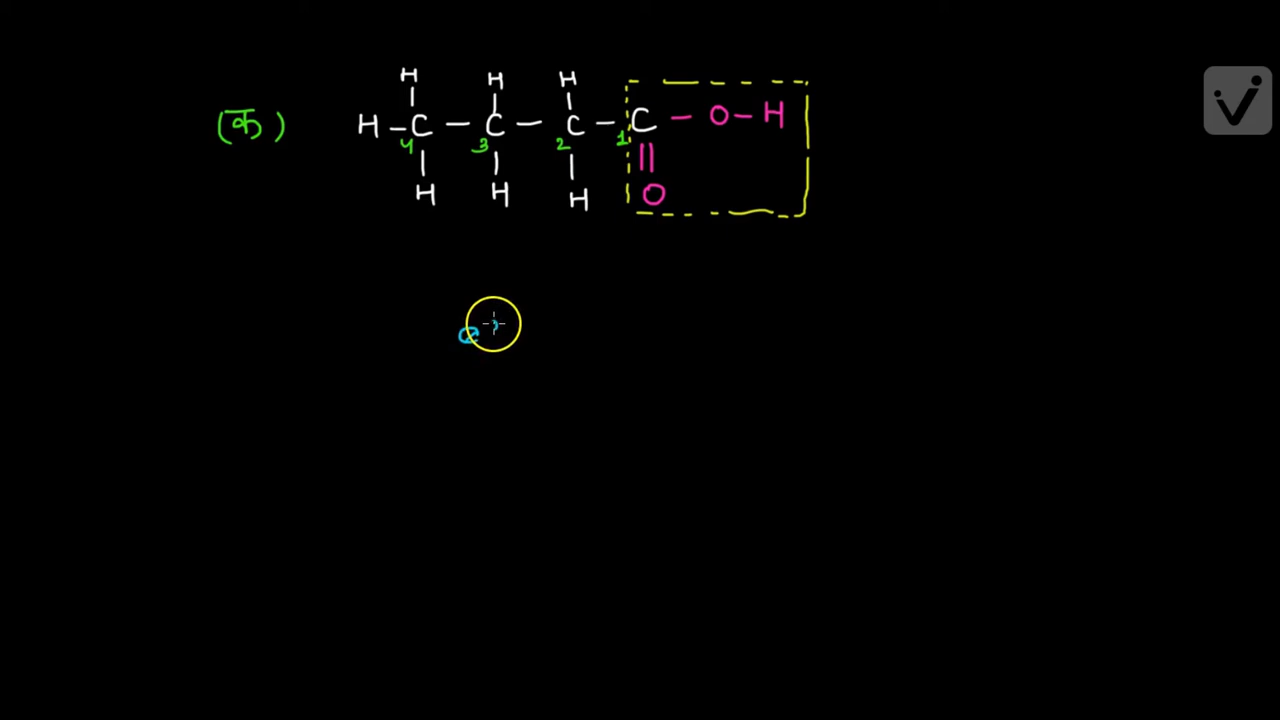 H H H
(क) H - C - C - C - C - O - H
4 3 2 1
H H H O